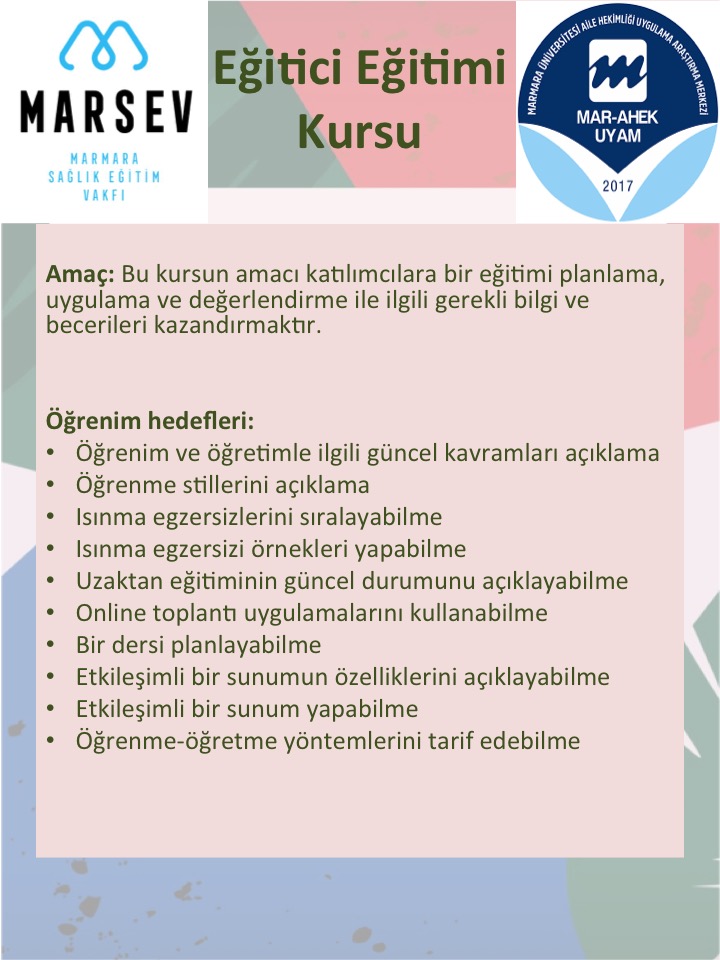 MARSEV
MARMARA
SAĞLIK EĞİTİM
VAKFI
Eğitici Eğitimi
Kursu
MARMARA ÜNİVERSİTESİ AİLE HEKİMLİĞİ UYGULAMA ARAŞTIRMA MERKEZİ
m
MAR-AHEK
UYAM
2017
Amaç: Bu kursun amacı katılımcılara bir eğitimi planlama,
uygulama ve değerlendirme ile ilgili gerekli bilgi ve
becerileri kazandırmaktır.
Öğrenim hedefleri:
• Öğrenim ve öğretimle ilgili güncel kavramları açıklama
• Öğrenme stillerini açıklama
• Isınma egzersizlerini sıralayabilme
• Isınma egzersizi örnekleri yapabilme
• Uzaktan eğitiminin güncel durumunu açıklayabilme
• Online toplantı uygulamalarını kullanabilme
• Bir dersi planlayabilme
• Etkileşimli bir sunumun özelliklerini açıklayabilme
• Etkileşimli bir sunum yapabilme
• Öğrenme-öğretme yöntemlerini tarif edebilme